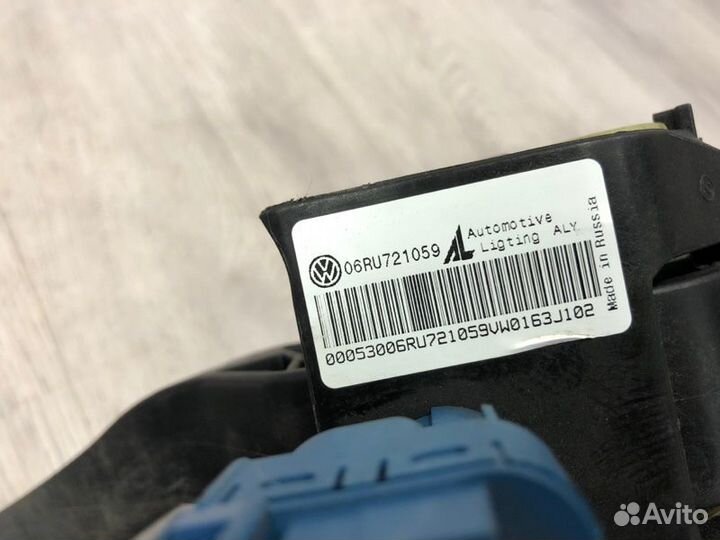 06RU721059
Automotive
Ligting ALY
00053006RU721059VW0163J102
Made in Russia
Avito